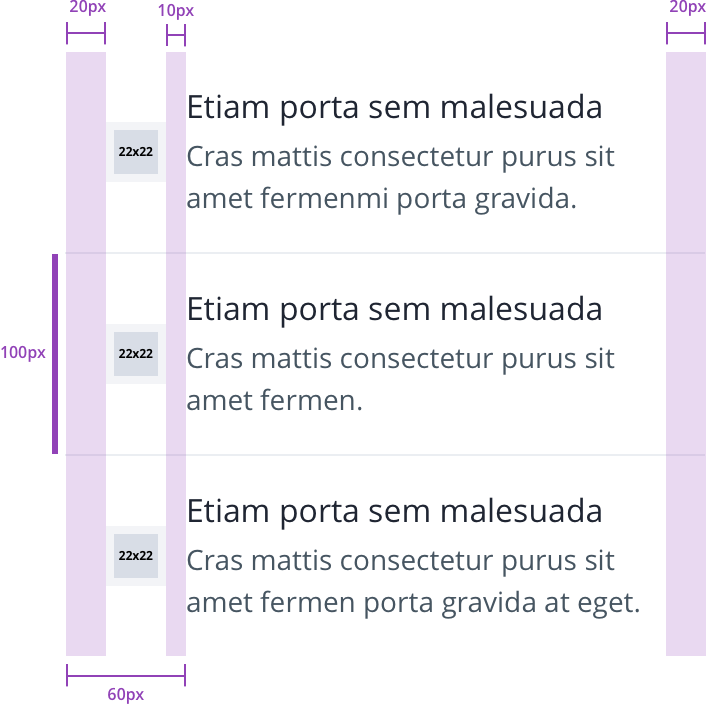 20px
10px
20px
Etiam porta sem malesuada
22x22
Cras mattis consectetur purus sit
amet fermenmi porta gravida.
Etiam porta sem malesuada
100px
22x22
Cras mattis consectetur purus sit
amet fermen.
Etiam porta sem malesuada
22x22
Cras mattis consectetur purus sit
amet fermen porta gravida at eget.
60px